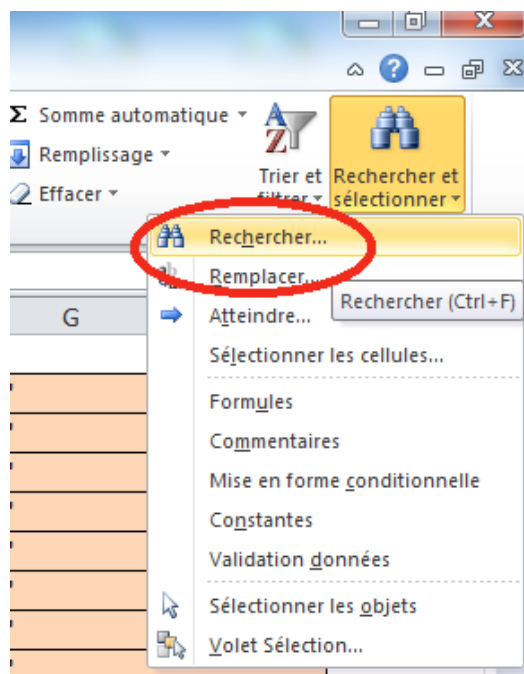 Σ Somme automatique
Remplissage
Effacer
Trier et
filtrer
Rechercher et
sélectionner
Rechercher...
Remplacer...
Rechercher (Ctrl+F)
G
Atteindre...
Sélectionner les cellules...
Formules
Commentaires
Mise en forme conditionnelle
Constantes
Validation données
Sélectionner les objets
Volet Sélection...